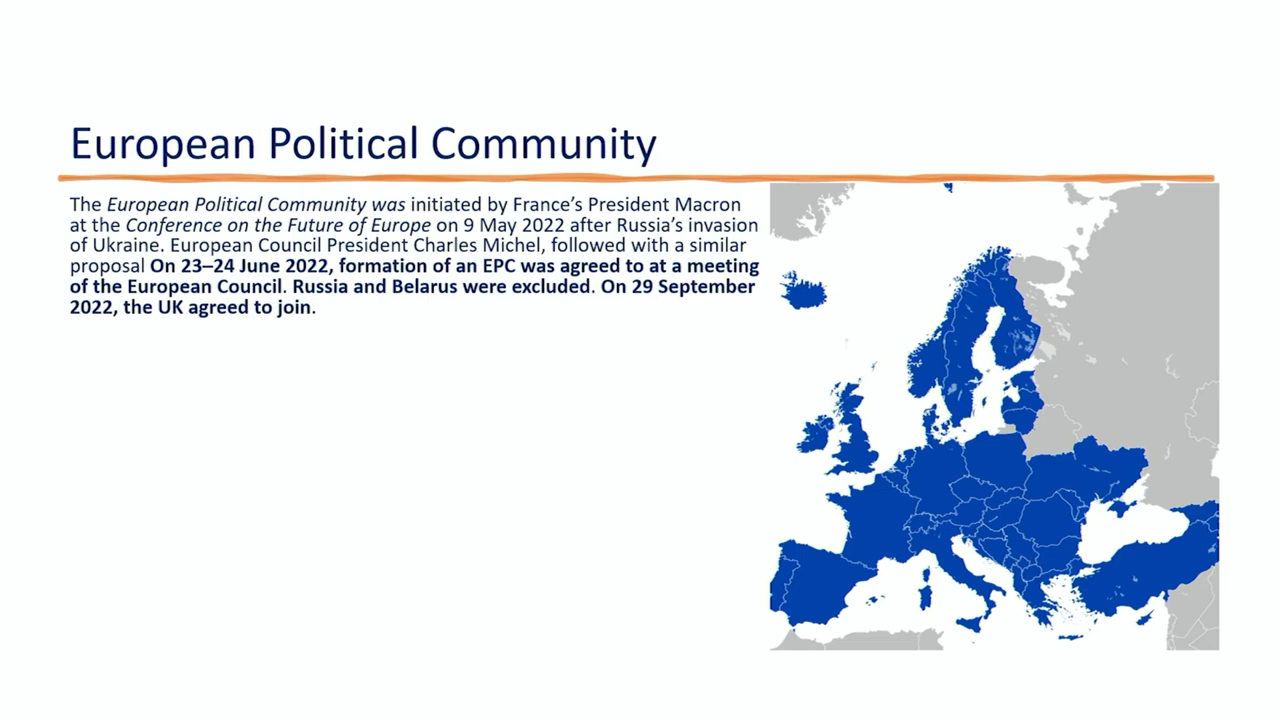 European Political Community
The European Political Community was initiated by France’s President Macron
at the Conference on the Future of Europe on 9 May 2022 after Russia’s invasion
of Ukraine. European Council President Charles Michel, followed with a similar
proposal On 23–24 June 2022, formation of an EPC was agreed to at a meeting
of the European Council. Russia and Belarus were excluded. On 29 September
2022, the UK agreed to join.